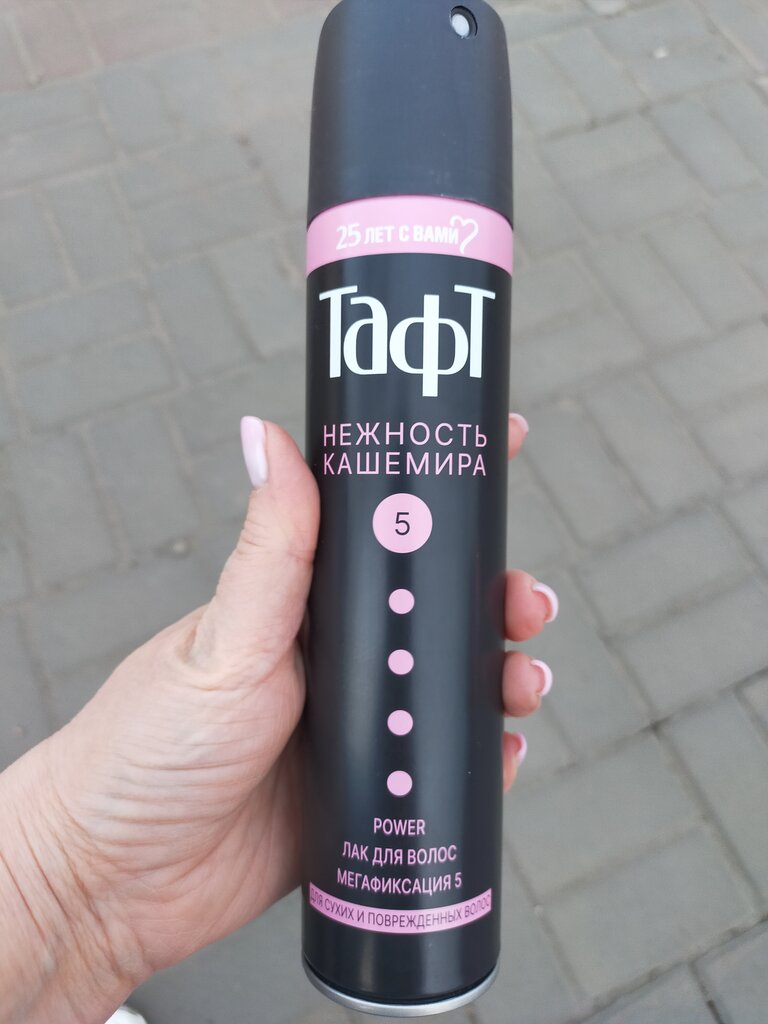 25 ЛЕТ С ВАМИ
Тафт
НЕЖНОСТЬ
КАШЕМИРА
5
POWER
ЛАК ДЛЯ ВОЛОС
МЕГАФИКСАЦИЯ 5
ДЛЯ СУХИХ И ПОВРЕЖДЕННЫХ ВОЛОС